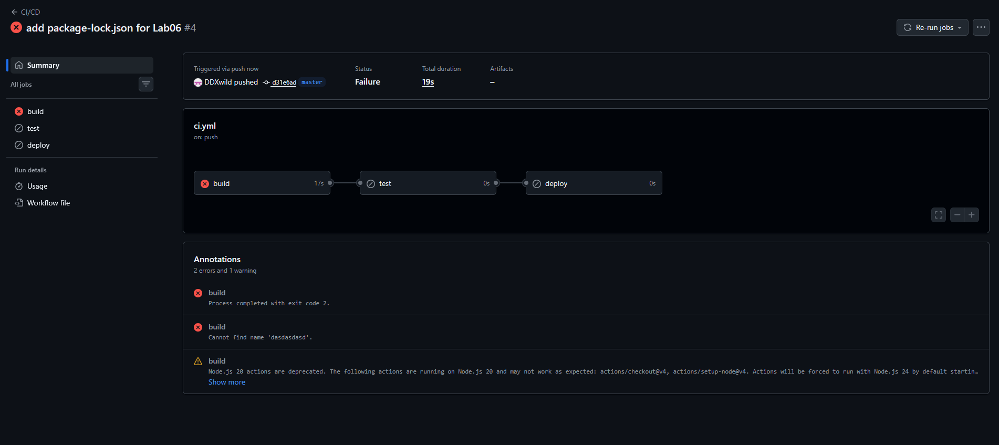 CI/CD
add package-lock.json for Lab06 #4
Re-run jobs
Summary
All jobs
build
test
deploy
Run details
Usage
Workflow file
Triggered via push now
DDXwild pushed d31e6ad master
Status
Failure
Total duration
19s
Artifacts
–
ci.yml
on: push
build 17s
test 0s
deploy 0s
Annotations
2 errors and 1 warning
build
Process completed with exit code 2.
build
Cannot find name 'dasdasdasd'.
build
Node.js 20 actions are deprecated. The following actions are running on Node.js 20 and may not work as expected: actions/checkout@v4, actions/setup-node@v4. Actions will be forced to run with Node.js 24 by default startin…
Show more